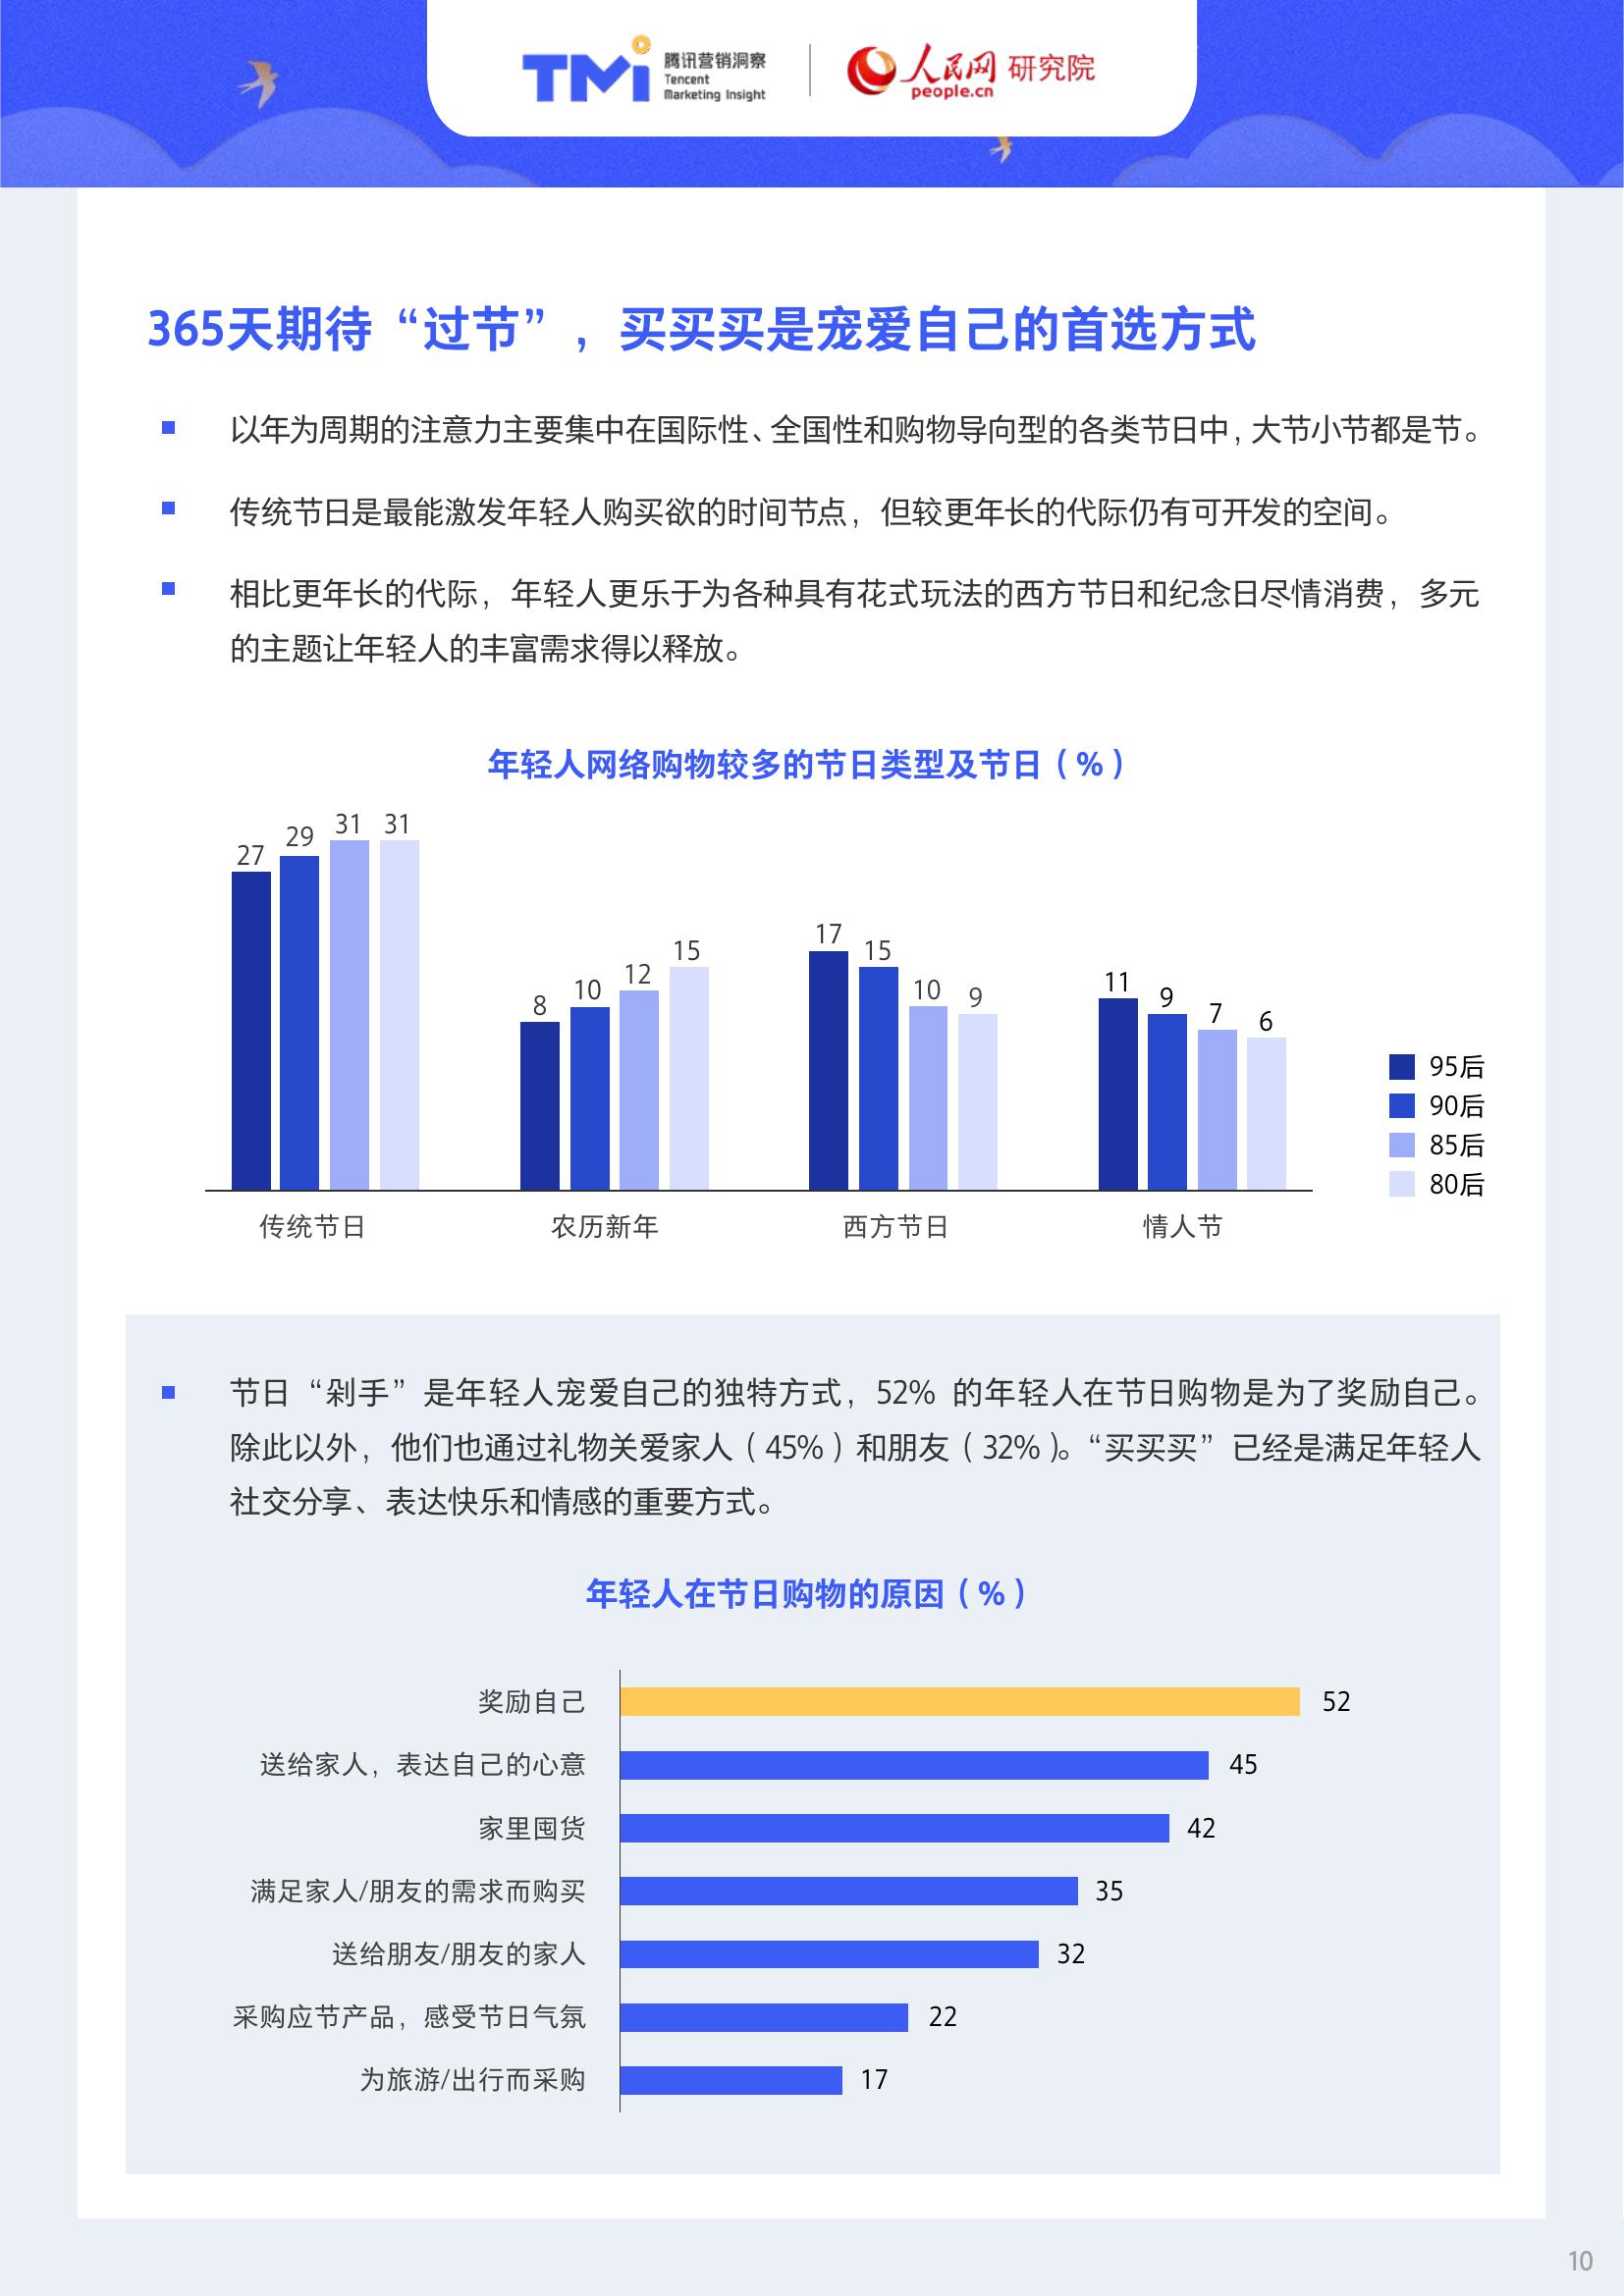 TMi 腾讯营销洞察
Tencent
Marketing Insight
人民网 研究院
people.cn
365天期待“过节”，买买买是宠爱自己的首选方式
以年为周期的注意力主要集中在国际性、全国性和购物导向型的各类节日中，大节小节都是节。
传统节日是最能激发年轻人购买欲的时间节点，但较更年长的代际仍有可开发的空间。
相比更年长的代际，年轻人更乐于为各种具有花式玩法的西方节日和纪念日尽情消费，多元
的主题让年轻人的丰富需求得以释放。
年轻人网络购物较多的节日类型及节日（%）
27 29 31 31
8 10 12 15
17 15 10 9
11 9 7 6
传统节日 农历新年 西方节日 情人节
95后
90后
85后
80后
节日“剁手”是年轻人宠爱自己的独特方式，52% 的年轻人在节日购物是为了奖励自己。
除此以外，他们也通过礼物关爱家人（45%）和朋友（32%）。“买买买”已经是满足年轻人
社交分享、表达快乐和情感的重要方式。
年轻人在节日购物的原因（%）
奖励自己 52
送给家人，表达自己的心意 45
家里囤货 42
满足家人/朋友的需求而购买 35
送给朋友/朋友的家人 32
采购应节产品，感受节日气氛 22
为旅游/出行而采购 17
10